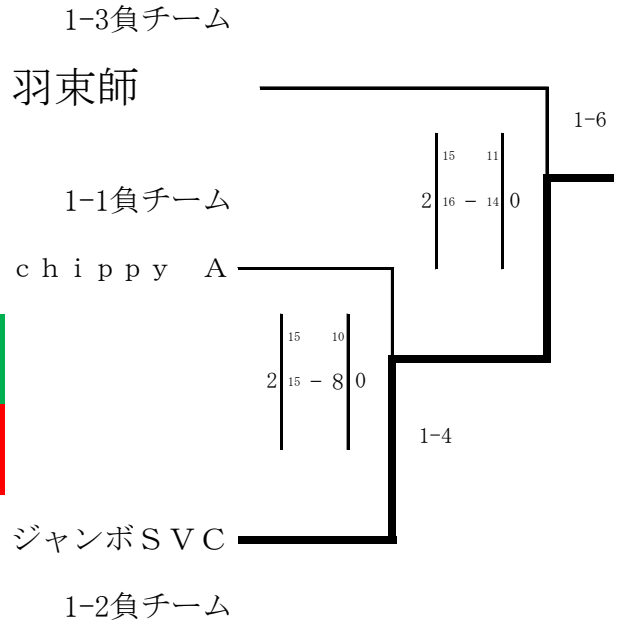 1-3負チーム
羽束師
1-6
15 11
2 16 － 14 0
1-1負チーム
ｃｈｉｐｐｙ　Ａ
15 10
2 15 － 8 0
1-4
ジャンボＳＶＣ
1-2負チーム